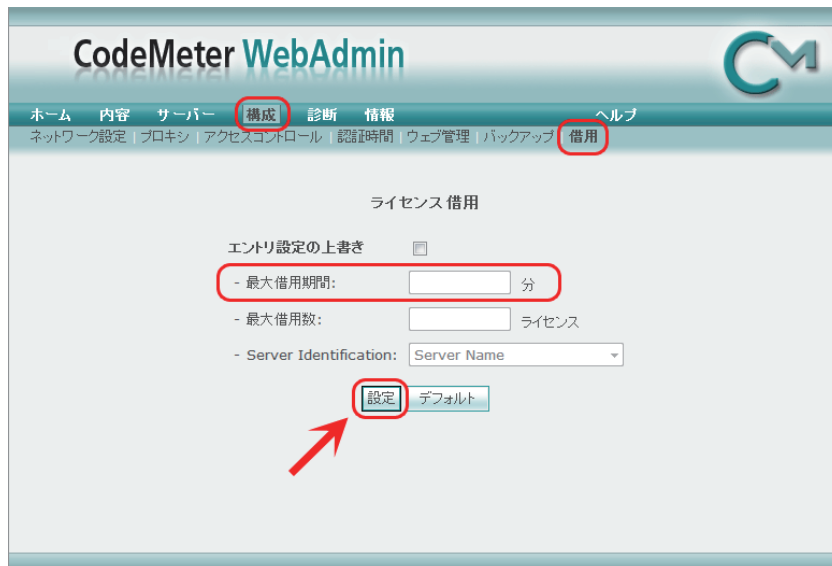 CodeMeter WebAdmin
CM
ホーム 内容 サーバー 構成 診断 情報 ヘルプ
ネットワーク設定 | プロキシ | アクセスコントロール | 認証時間 | ウェブ管理 | バックアップ | 借用
ライセンス借用
エントリ設定の上書き
- 最大借用期間: 分
- 最大借用数: ライセンス
- Server Identification: Server Name
設定 デフォルト